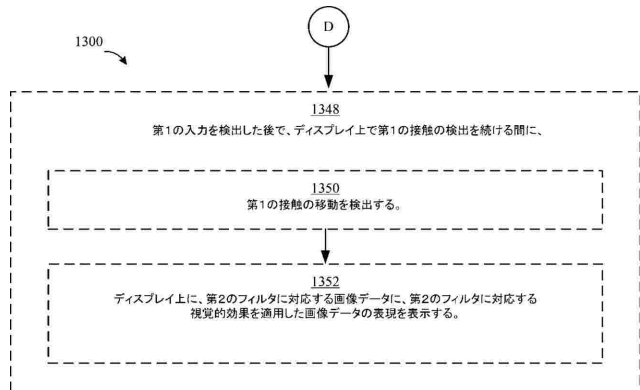 D
1300
1348
第1の入力を検出した後で、ディスプレイ上で第1の接触の検出を続ける間に、
1350
第1の接触の移動を検出する。
1352
ディスプレイ上に、第2のフィルタに対応する画像データに、第2のフィルタに対応する
視覚的効果を適用した画像データの表現を表示する。